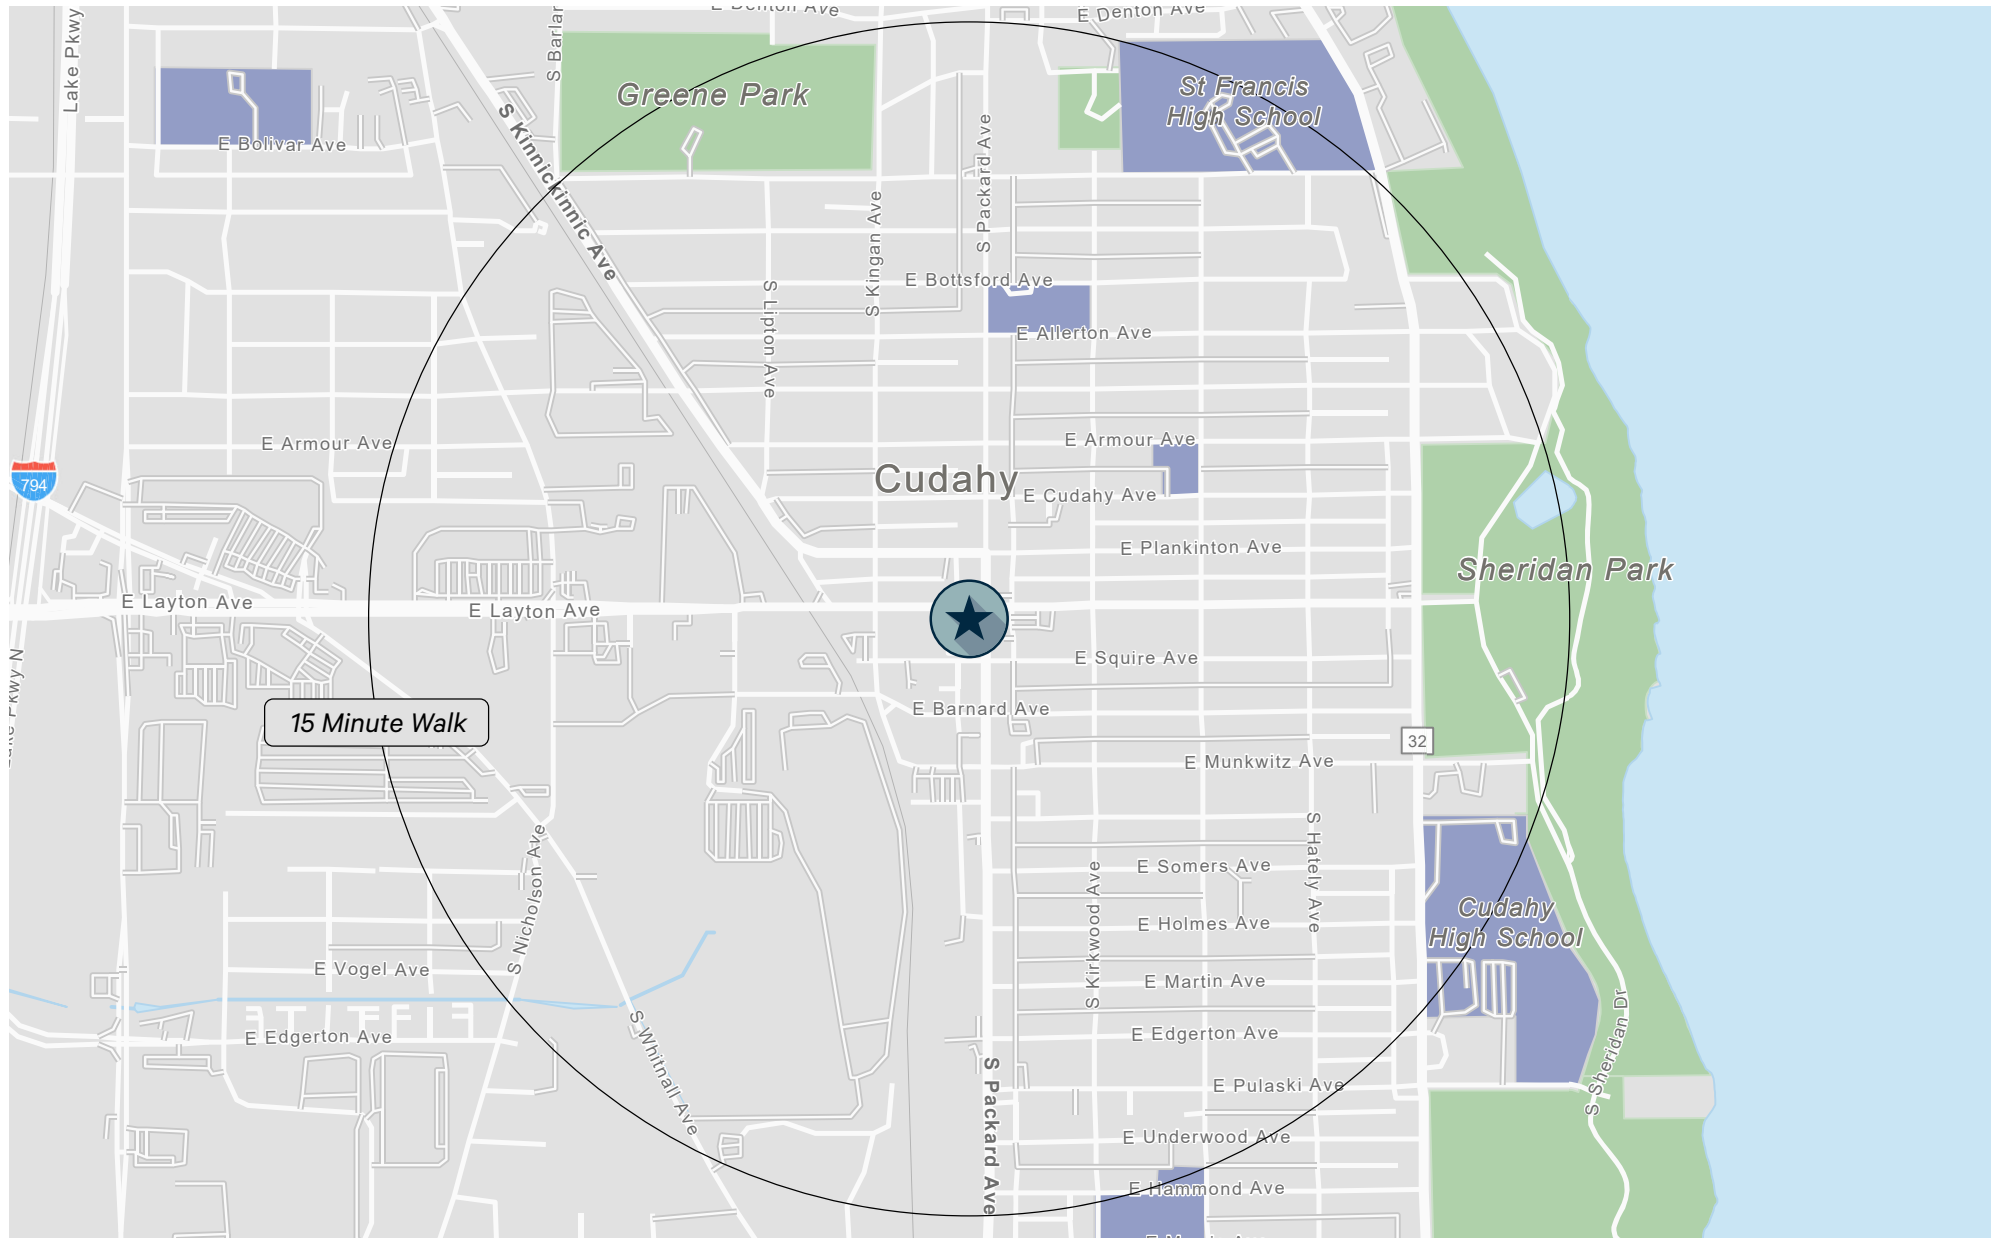 E Denton Ave
E Denton Ave
Lake Pkwy
S Barlan
Greene Park
St Francis
High School
S Kinnickinnic Ave
E Bolivar Ave
S Packard Ave
S Kingan Ave
E Bottsford Ave
S Lipton Ave
E Allerton Ave
E Armour Ave
E Armour Ave
794
Cudahy
E Cudahy Ave
E Plankinton Ave
Sheridan Park
E Layton Ave
E Layton Ave
E Squire Ave
Lake Pkwy N
15 Minute Walk
E Barnard Ave
32
E Munkwitz Ave
S Hately Ave
S Nicholson Ave
E Somers Ave
S Kirkwood Ave
Cudahy
High School
E Holmes Ave
E Vogel Ave
E Martin Ave
S Sheridan Dr
E Edgerton Ave
E Edgerton Ave
S Whitnall Ave
S Packard Ave
E Pulaski Ave
E Underwood Ave
E Hammond Ave